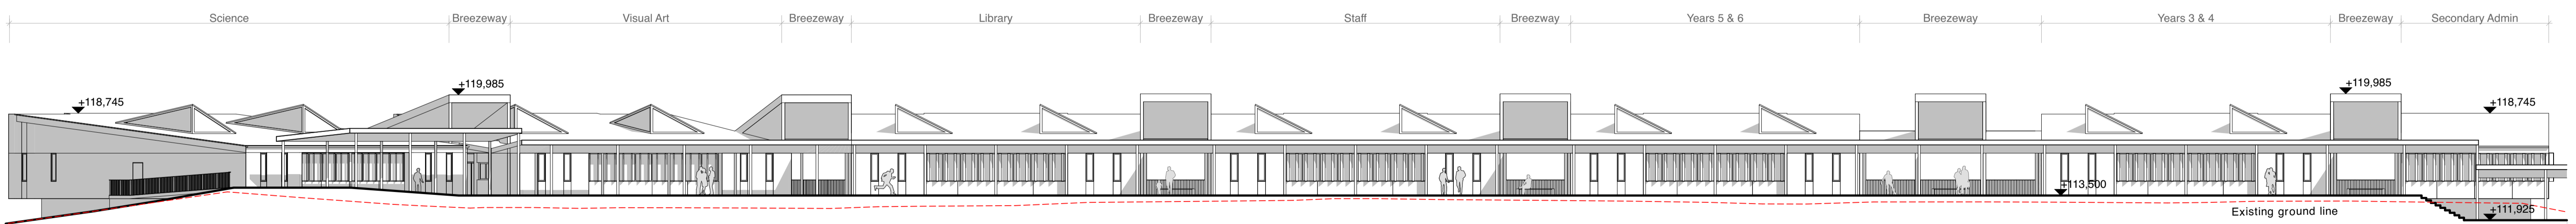 Science Breezeway Visual Art Breezeway Library Breezeway Staff Breezway Years 5 & 6 Breezeway Years 3 & 4 Breezeway Secondary Admin
+119,985 +119,985
+118,745 +118,745
+113,500
Existing ground line +111,925